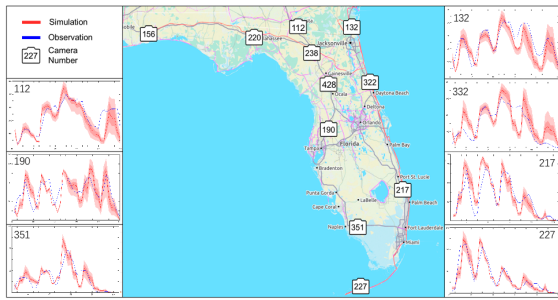 Simulation
Observation
227 Camera
Number
112
190
351
132
332
217
227
156
220
112
132
238
428
322
190
217
351
227
Jacksonville
Gainesville
Ocala
Daytona Beach
Deltona
Orlando
Tampa
Florida
Palm Bay
Bradenton
Port St. Lucie
Punta Gorda
LaBelle
Palm Beach
Cape Coral
Naples
Fort Lauderdale
Miami